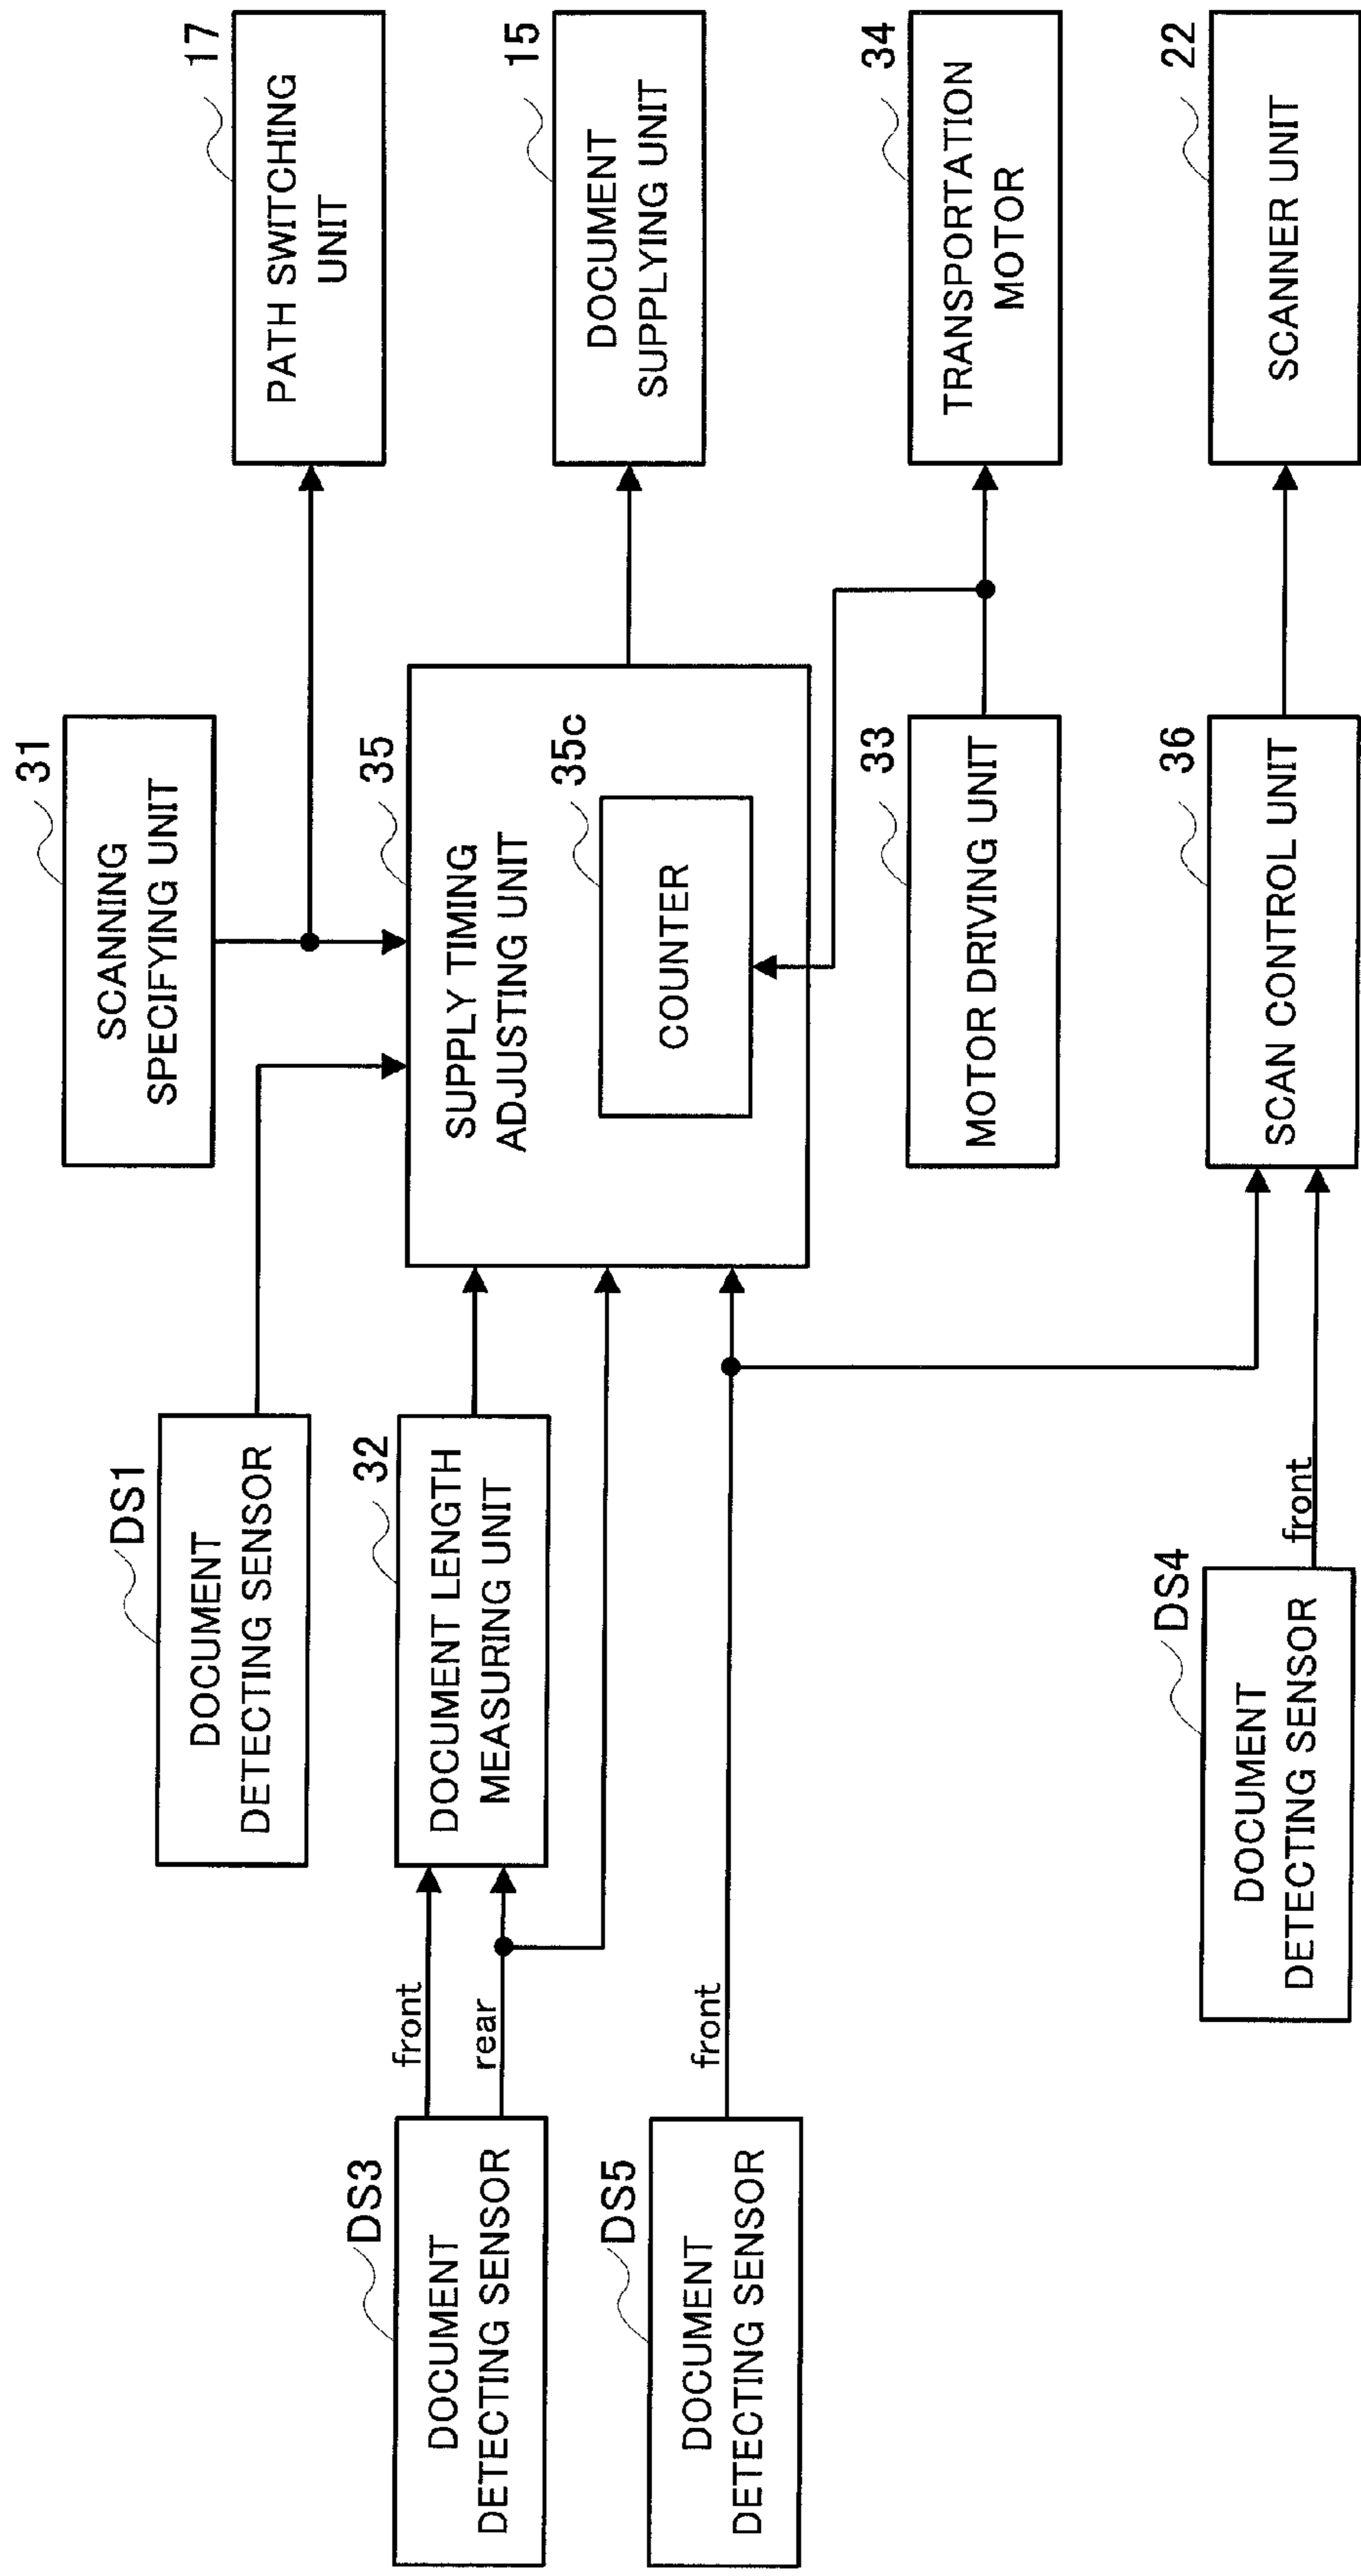 31
SCANNING
SPECIFYING UNIT
17
PATH SWITCHING
UNIT
DS1
DOCUMENT
DETECTING SENSOR
DS3
DOCUMENT
DETECTING SENSOR
front
rear
32
DOCUMENT LENGTH
MEASURING UNIT
35
SUPPLY TIMING
ADJUSTING UNIT
35c
COUNTER
15
DOCUMENT
SUPPLYING UNIT
DS5
DOCUMENT
DETECTING SENSOR
front
33
MOTOR DRIVING UNIT
34
TRANSPORTATION
MOTOR
DS4
DOCUMENT
DETECTING SENSOR
front
36
SCAN CONTROL UNIT
22
SCANNER UNIT